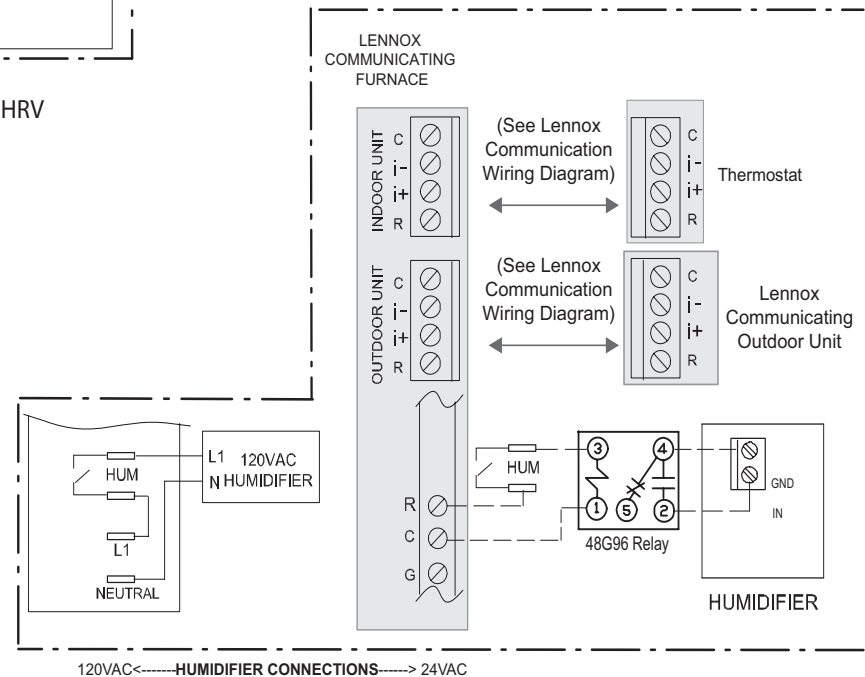 HRV
LENNOX
COMMUNICATING
FURNACE
INDOOR UNIT
C
i-
i+
R
(See Lennox
Communication
Wiring Diagram)
C
i-
i+
R
Thermostat
OUTDOOR UNIT
C
i-
i+
R
(See Lennox
Communication
Wiring Diagram)
C
i-
i+
R
Lennox
Communicating
Outdoor Unit
HUM
L1
NEUTRAL
L1 120VAC
N HUMIDIFIER
R
C
G
HUM
3 4
1 5 2
48G96 Relay
GND
IN
HUMIDIFIER
120VAC<-------HUMIDIFIER CONNECTIONS------> 24VAC